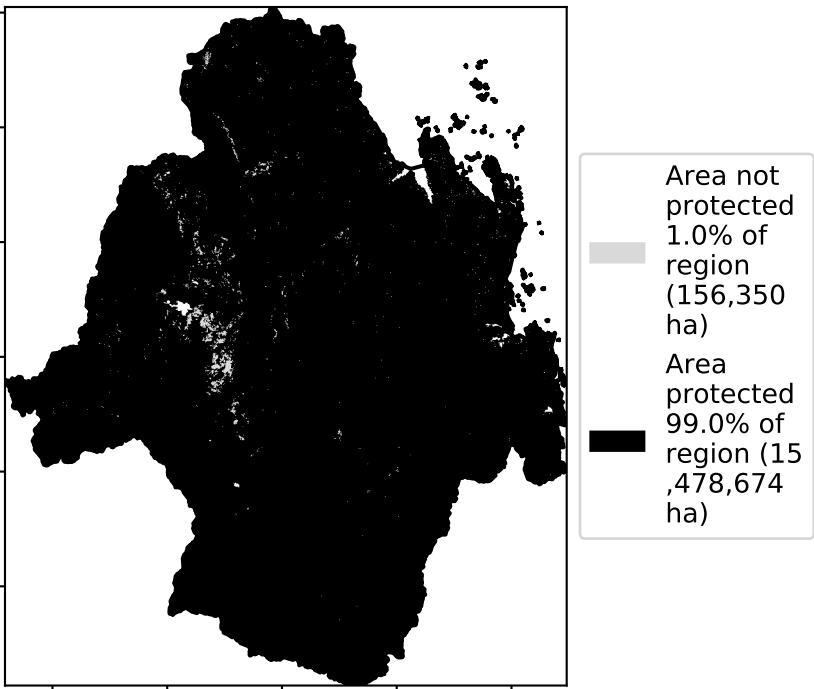 Area not
protected
1.0% of
region
(156,350
ha)
Area
protected
99.0% of
region (15
,478,674
ha)